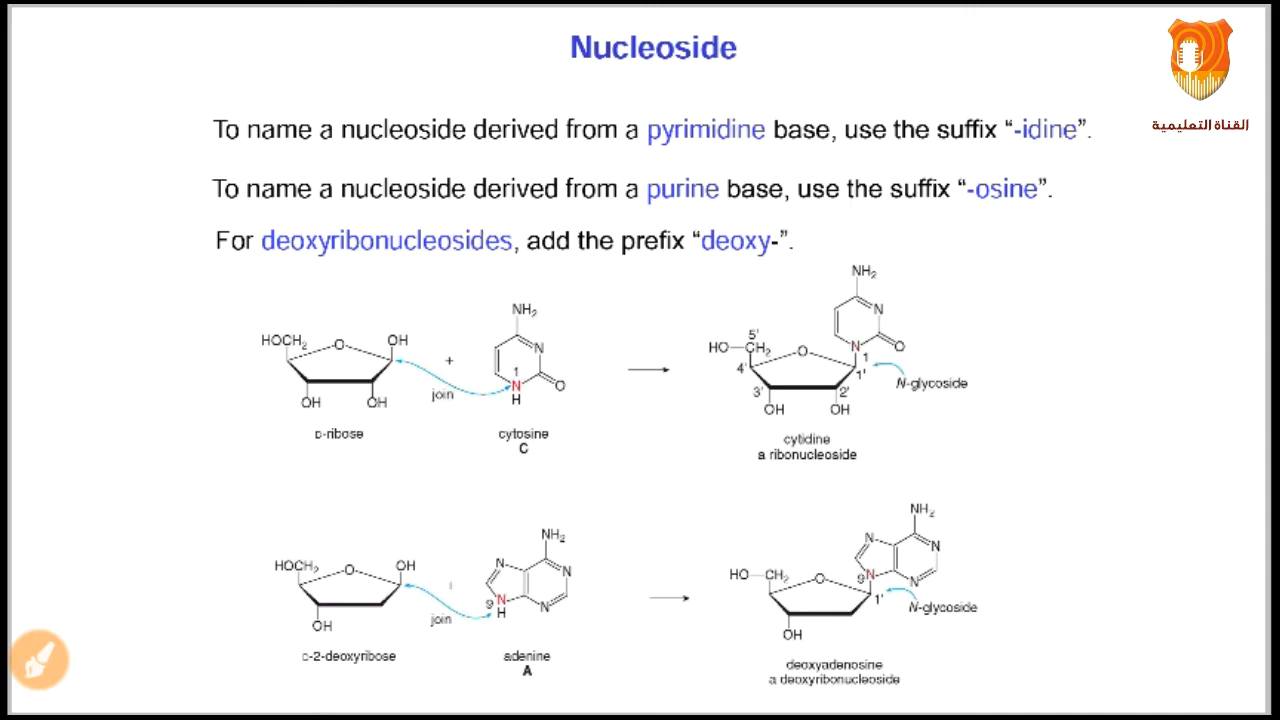 Nucleoside
القناة التعليمية
To name a nucleoside derived from a pyrimidine base, use the suffix “-idine”.
To name a nucleoside derived from a purine base, use the suffix “-osine”.
For deoxyribonucleosides, add the prefix “deoxy-”.
HOCH2 O OH
OH OH
D-ribose
+
join
NH2
N
1
N
H
O
cytosine
C
NH2
N
N
O
1
HO CH2 5' O
4' 1'
3' 2'
OH OH
N-glycoside
cytidine
a ribonucleoside
HOCH2 O OH
OH
D-2-deoxyribose
+
join
NH2
N N
9 N N
H
adenine
A
NH2
N N
9 N N
HO CH2 O
1'
OH
N-glycoside
deoxyadenosine
a deoxyribonucleoside